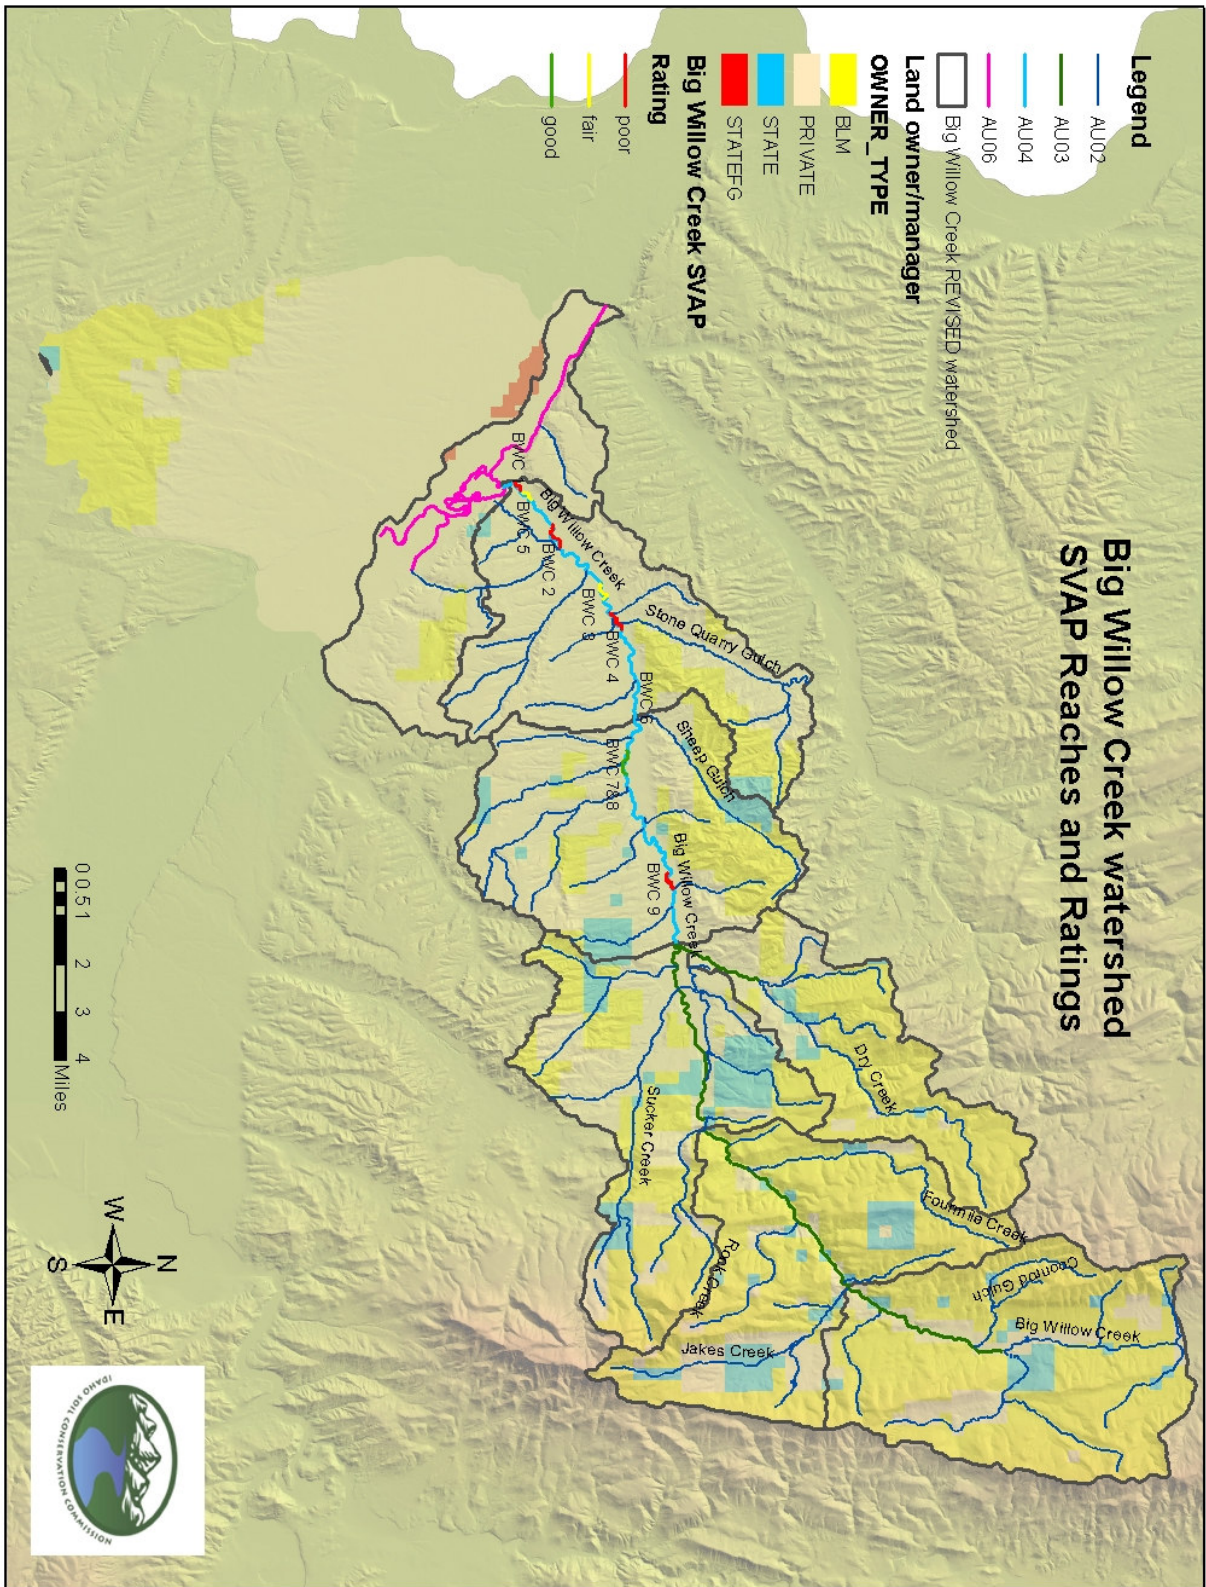 Big Willow Creek watershed
SVAP Reaches and Ratings
Legend
AU02
AU03
AU04
AU06
Big Willow Creek REVISED watershed
Land owner/manager
OWNER_TYPE
BLM
PRIVATE
STATE
STATEFG
Big Willow Creek SVAP
Rating
poor
fair
good
BWC
Big Willow Creek
BWC 5
BWC 2
BWC 3
BWC 4
BWC 6
Stone Quarry Gulch
Sheep Gulch
BWC 7&8
Big Willow Creek
BWC 9
Dry Creek
Sucker Creek
Fourmile Creek
Rock Creek
Coonrod Gulch
Big Willow Creek
Jakes Creek
0 0.5 1 2 3 4
Miles
N
W
E
S
IDAHO SOIL CONSERVATION COMMISSION